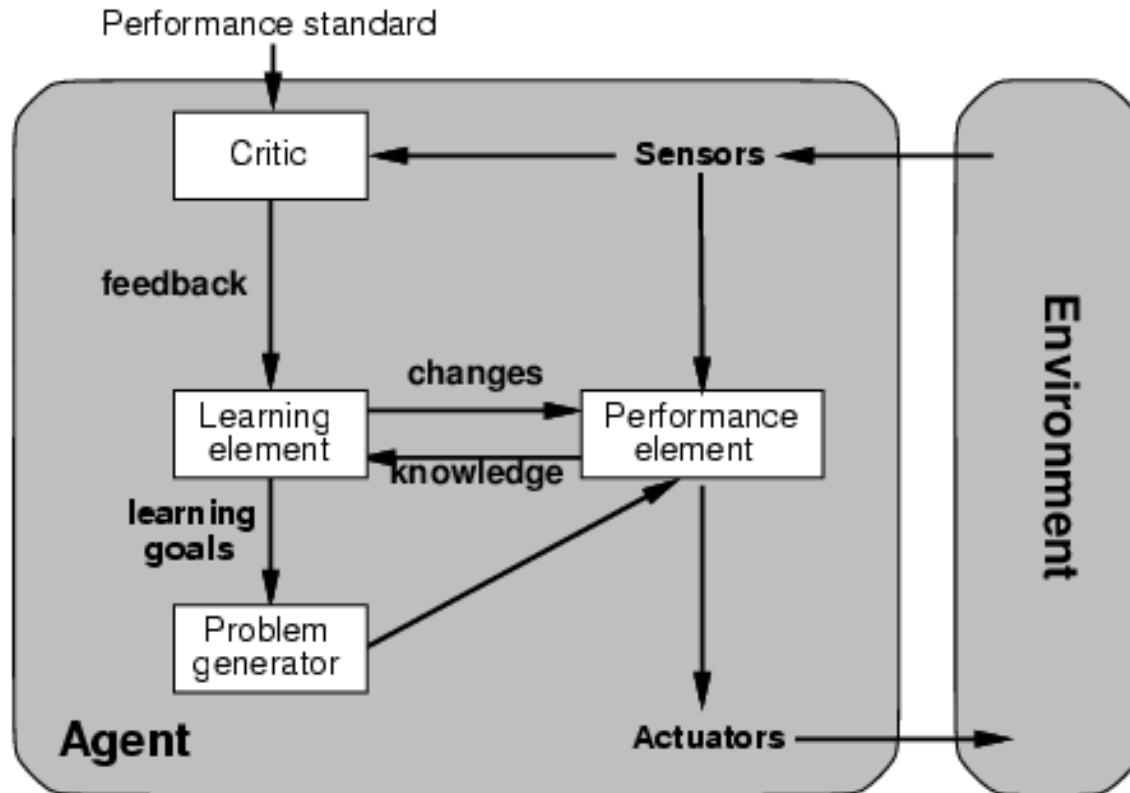 Performance standard
Critic
Sensors
feedback
changes
Learning
element
Performance
element
knowledge
learning
goals
Problem
generator
Agent
Actuators
Environment